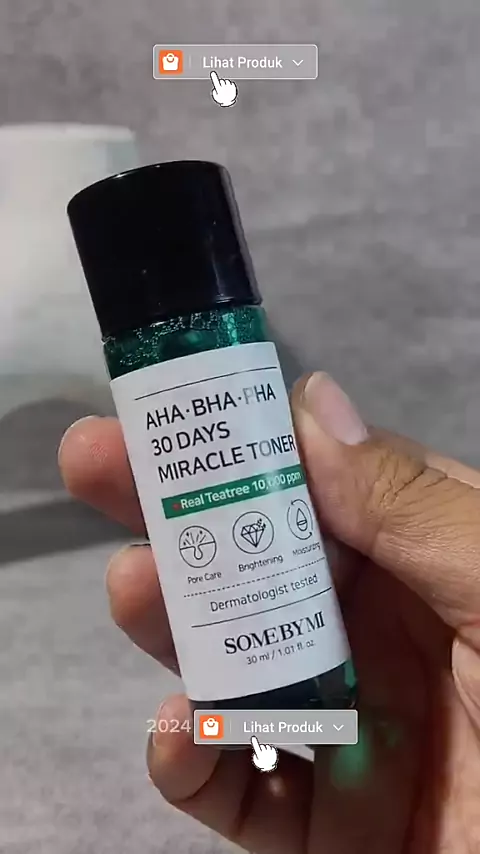 Lihat Produk
AHA·BHA·PHA
30 DAYS
MIRACLE TONER
Real Teatree 10,000 ppm
Pore Care
Brightening
Moisturizing
Dermatologist tested
SOMEBYMI
30 ml / 1.01 fl. oz
2024
Lihat Produk